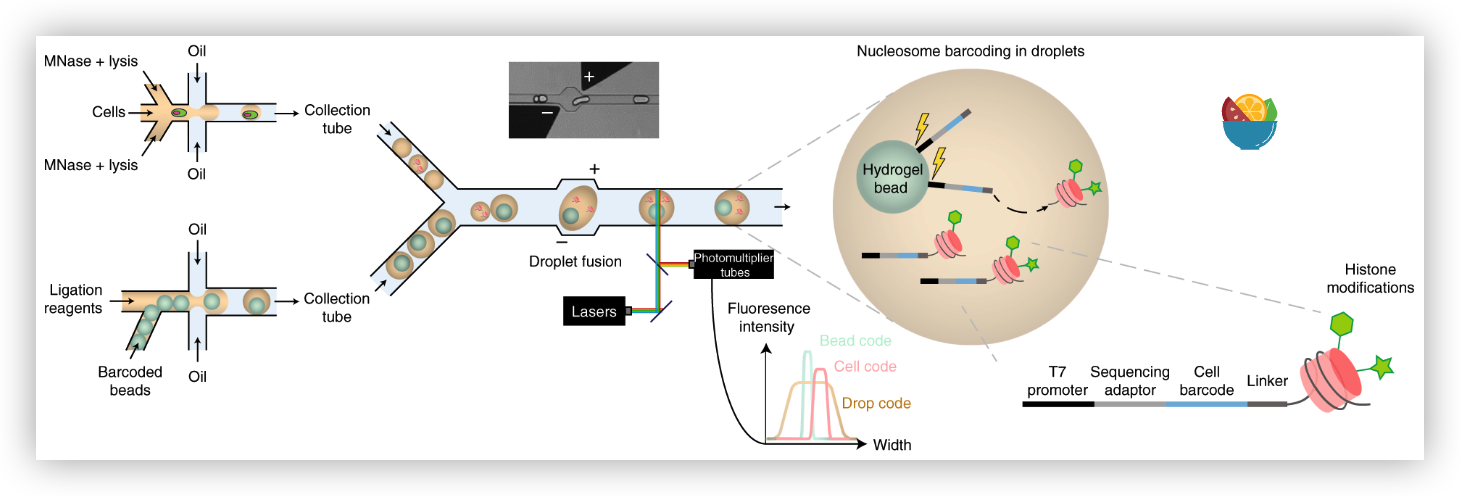 MNase + lysis
Oil
Cells
Collection
tube
MNase + lysis
Oil
Oil
Ligation
reagents
Collection
tube
Barcoded
beads
Oil
+
−
+
−
Droplet fusion
Photomultiplier
tubes
Lasers
Fluoresence
intensity
Bead code
Cell code
Drop code
Width
Nucleosome barcoding in droplets
Hydrogel
bead
Histone
modifications
T7
promoter
Sequencing
adaptor
Cell
barcode
Linker